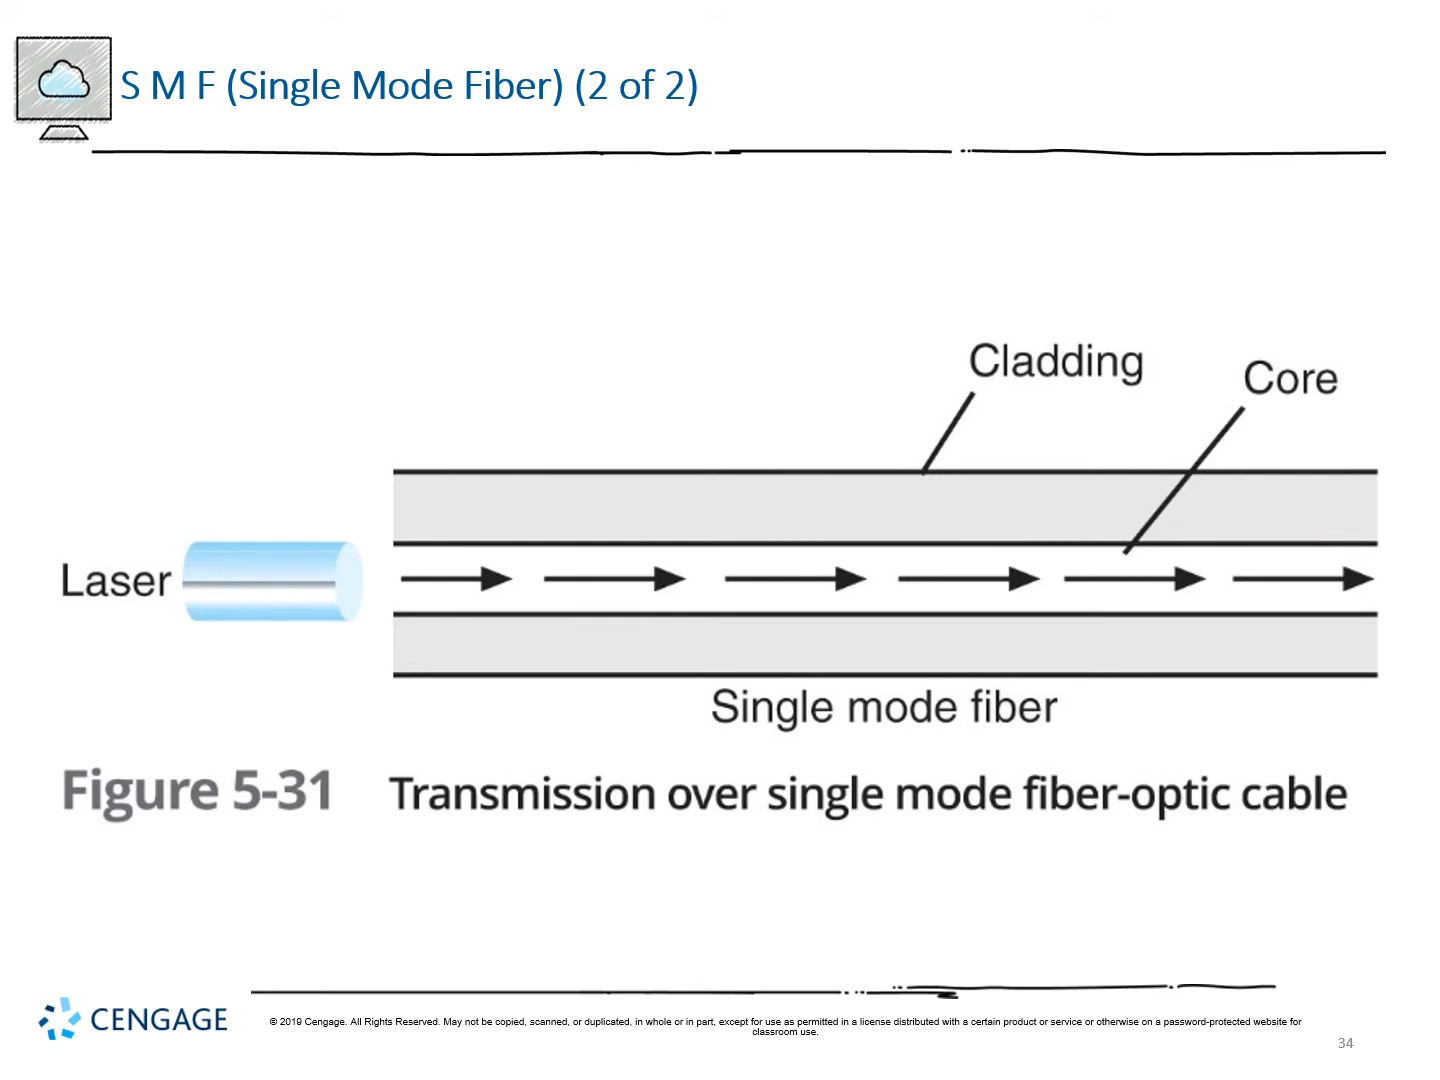 S M F (Single Mode Fiber) (2 of 2)
Cladding
Core
Laser
Single mode fiber
Figure 5-31 Transmission over single mode fiber-optic cable
CENGAGE
© 2019 Cengage. All Rights Reserved. May not be copied, scanned, or duplicated, in whole or in part, except for use as permitted in a license distributed with a certain product or service or otherwise on a password-protected website for
classroom use.
34